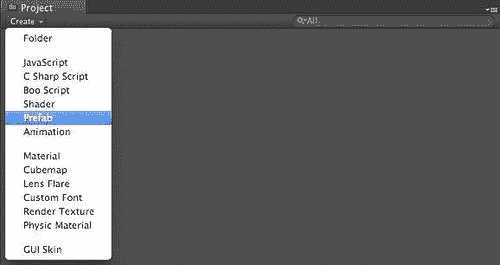 Project
Create
All
Folder
JavaScript
C Sharp Script
Boo Script
Shader
Prefab
Animation
Material
Cubemap
Lens Flare
Custom Font
Render Texture
Physic Material
GUI Skin